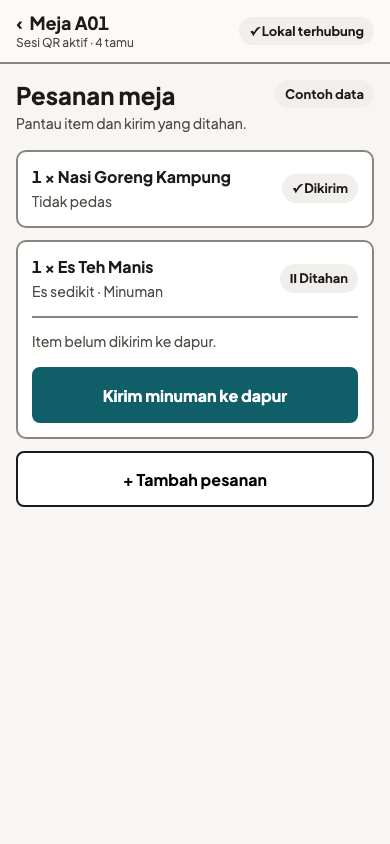 ‹ Meja A01
Sesi QR aktif · 4 tamu
✓Lokal terhubung
Pesanan meja
Contoh data
Pantau item dan kirim yang ditahan.
1 × Nasi Goreng Kampung
Tidak pedas
✓Dikirim
1 × Es Teh Manis
Es sedikit · Minuman
II Ditahan
Item belum dikirim ke dapur.
Kirim minuman ke dapur
+ Tambah pesanan